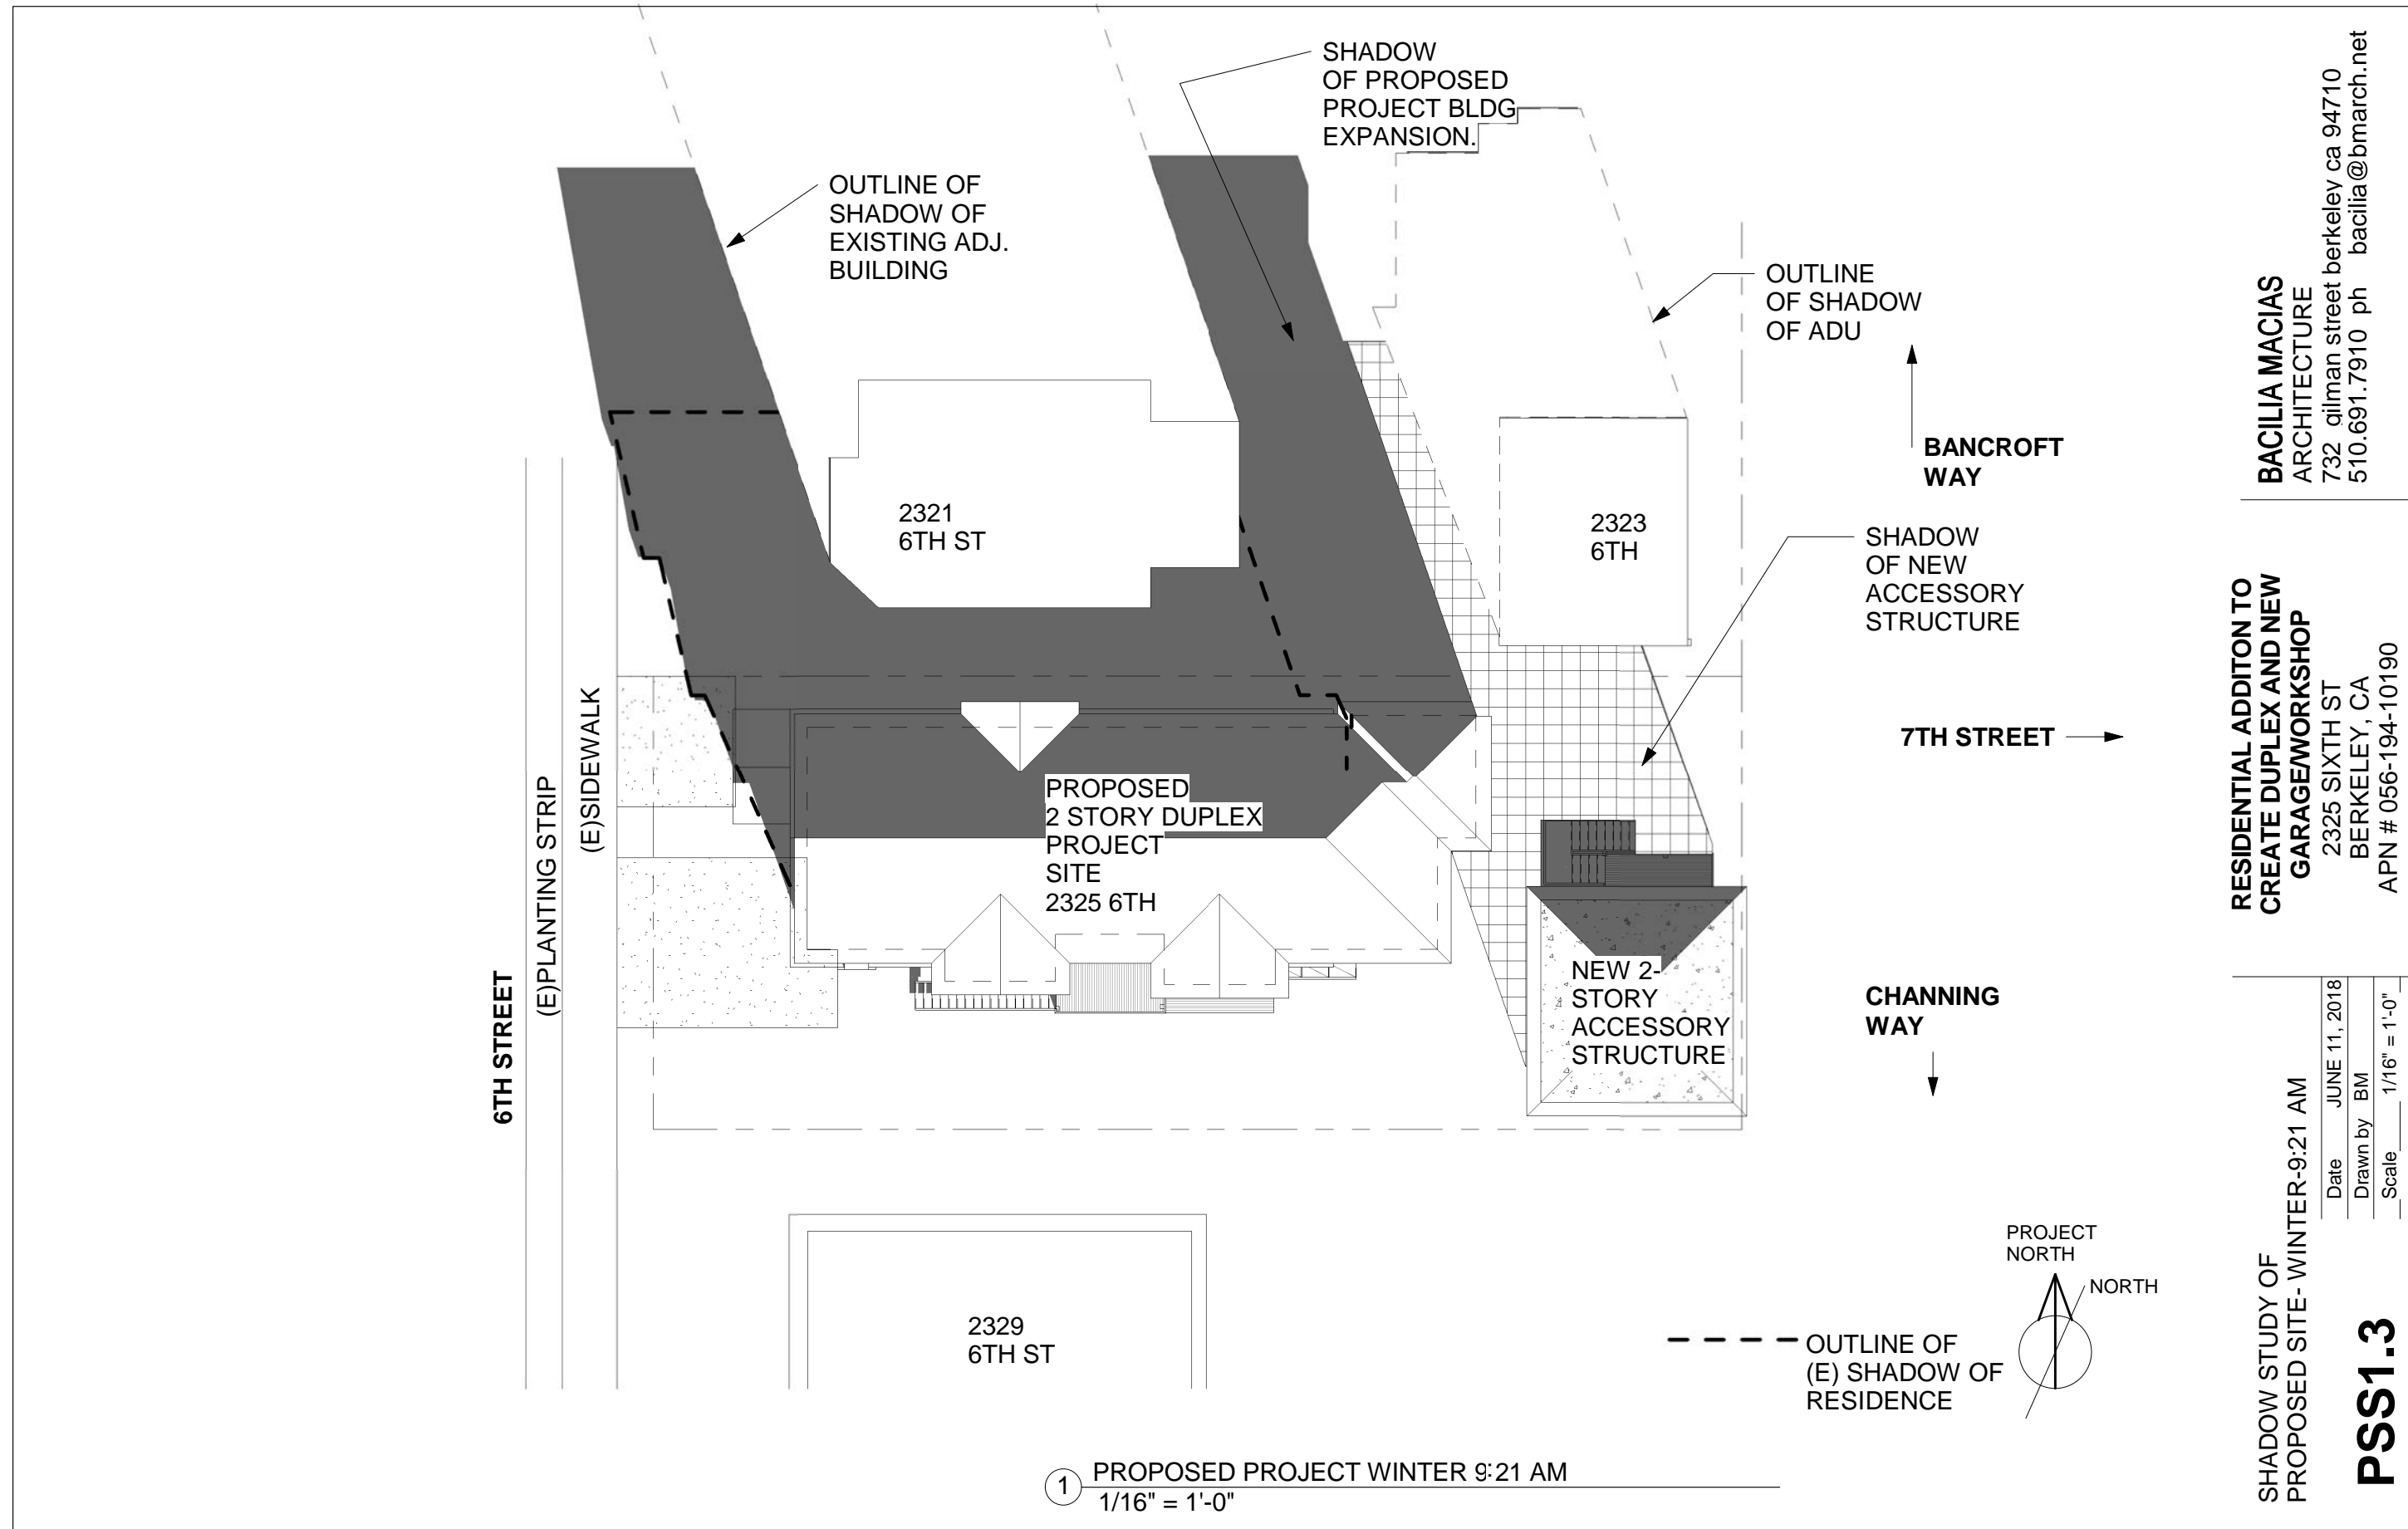 SHADOW
OF PROPOSED
PROJECT BLDG
EXPANSION.
OUTLINE OF
SHADOW OF
EXISTING ADJ.
BUILDING
OUTLINE
OF SHADOW
OF ADU
BANCROFT
WAY
2321
6TH ST
2323
6TH
SHADOW
OF NEW
ACCESSORY
STRUCTURE
7TH STREET
(E)SIDEWALK
(E)PLANTING STRIP
6TH STREET
PROPOSED
2 STORY DUPLEX
PROJECT
SITE
2325 6TH
NEW 2-
STORY
ACCESSORY
STRUCTURE
CHANNING
WAY
2329
6TH ST
PROJECT
NORTH
NORTH
OUTLINE OF
(E) SHADOW OF
RESIDENCE
1
PROPOSED PROJECT WINTER 9:21 AM
1/16" = 1'-0"
BACILIA MACIAS
ARCHITECTURE
732 gilman street berkeley ca 94710
510.691.7910 ph bacilia@bmarch.net
RESIDENTIAL ADDITON TO
CREATE DUPLEX AND NEW
GARAGE/WORKSHOP
2325 SIXTH ST
BERKELEY, CA
APN # 056-194-10190
SHADOW STUDY OF
PROPOSED SITE- WINTER-9:21 AM
Date JUNE 11, 2018
Drawn by BM
Scale 1/16" = 1'-0"
PSS1.3